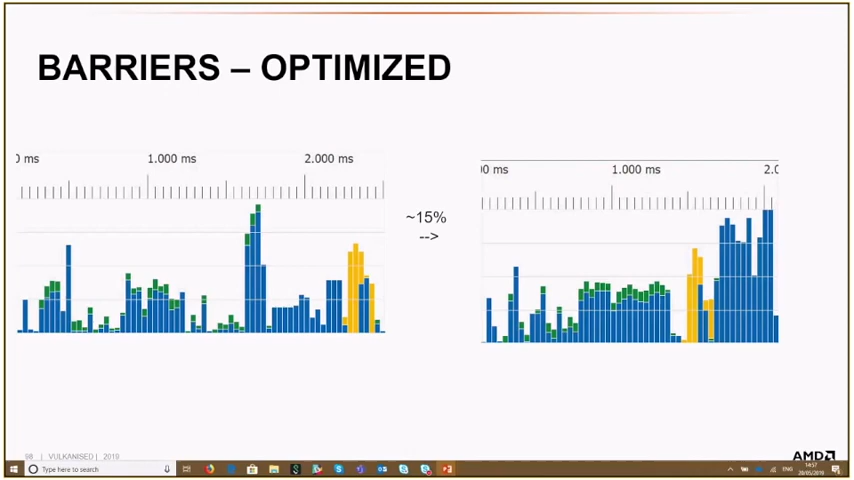 BARRIERS – OPTIMIZED
0 ms
1.000 ms
2.000 ms
~15%
-->
00 ms
1.000 ms
2.0
98 | VULKANISED | 2019
AMD
Type here to search
ENG
14:57
20/05/2019